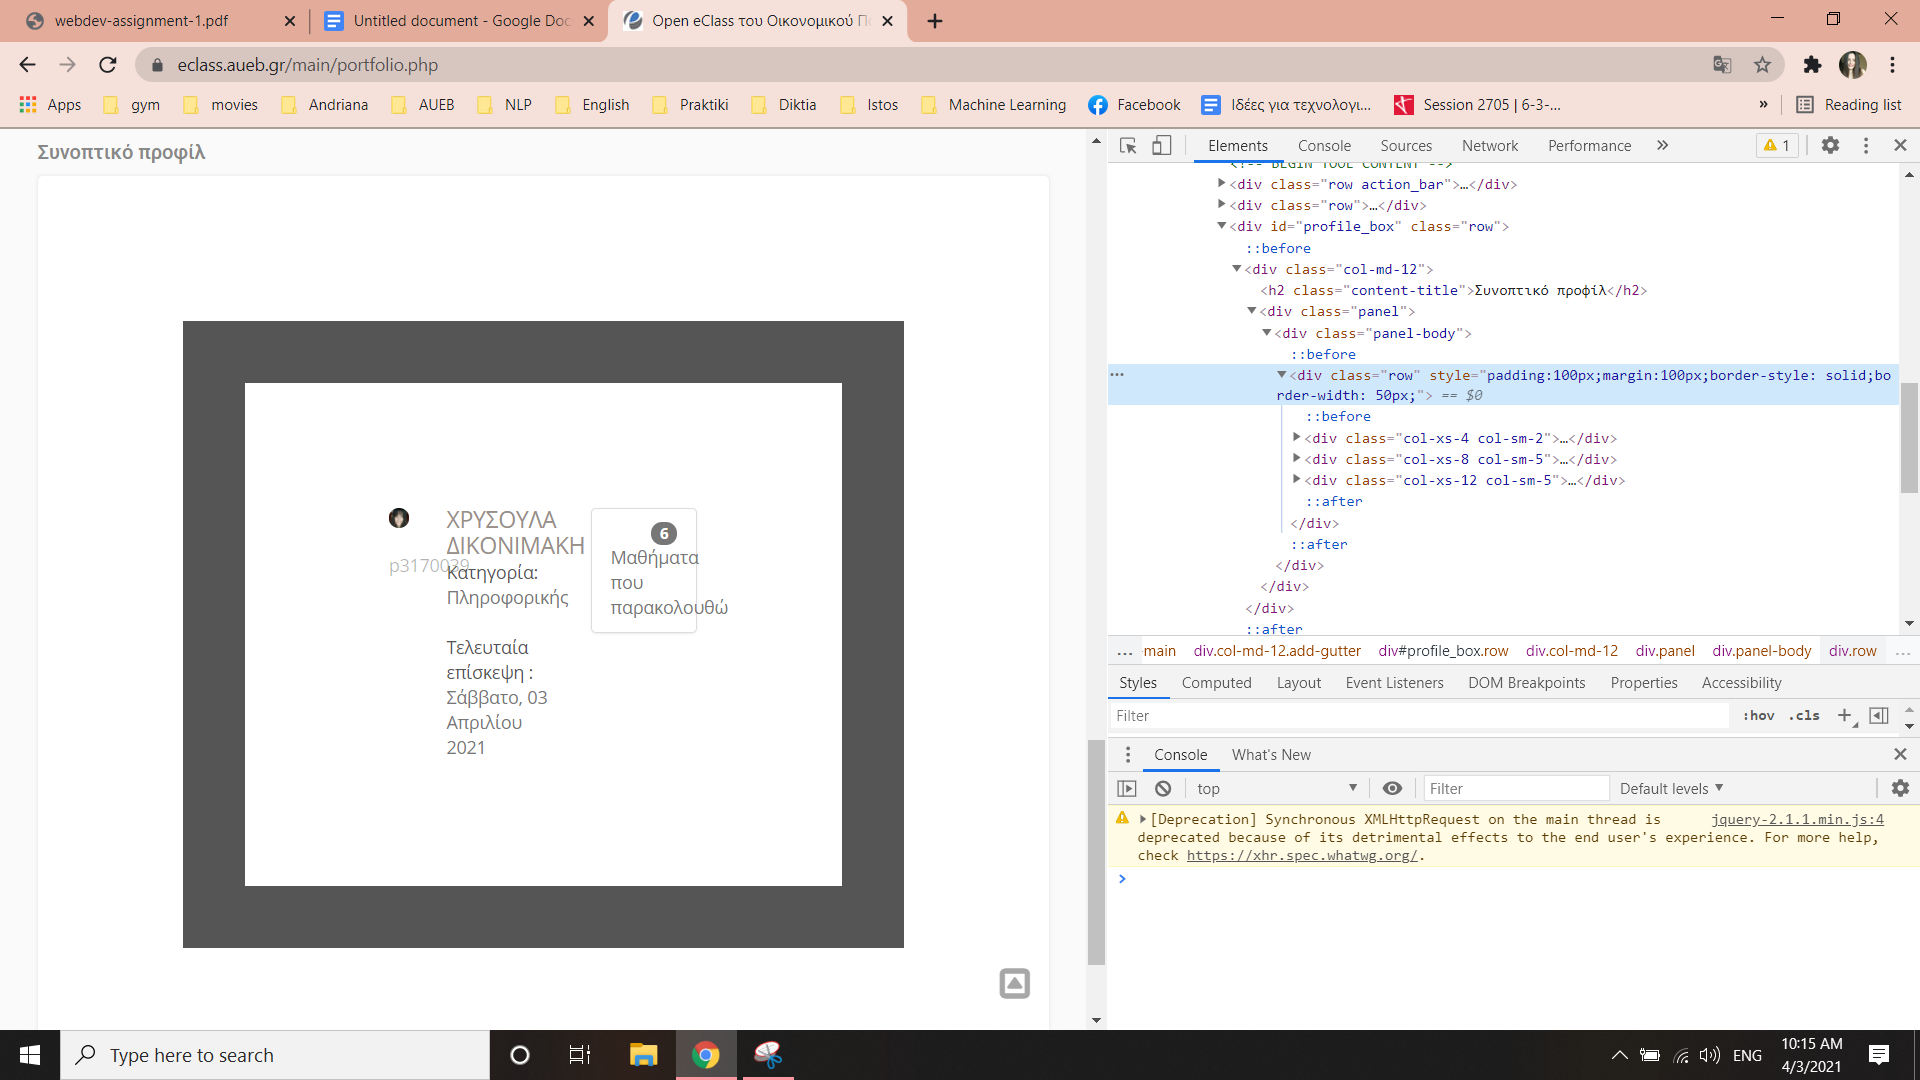 webdev-assignment-1.pdf
Untitled document - Google Doc
Open eClass του Οικονομικού Πο
eclass.aueb.gr/main/portfolio.php
Apps gym movies Andriana AUEB NLP English Praktiki Diktia Istos Machine Learning Facebook Ιδέες για τεχνολογι... Session 2705 | 6-3-... » Reading list
Συνοπτικό προφίλ
ΧΡΥΣΟΥΛΑ
ΔΙΚΟΝΙΜΑΚΗ
p3170039
Κατηγορία:
Πληροφορικής
Τελευταία
επίσκεψη :
Σάββατο, 03
Απριλίου
2021
6
Μαθήματα
που
παρακολουθώ
Elements Console Sources Network Performance » 1
<!-- BEGIN TOOL CONTENT -->
<div class="row action_bar">…</div>
<div class="row">…</div>
<div id="profile_box" class="row">
::before
<div class="col-md-12">
<h2 class="content-title">Συνοπτικό προφίλ</h2>
<div class="panel">
<div class="panel-body">
::before
<div class="row" style="padding:100px;margin:100px;border-style: solid;bo
rder-width: 50px;"> == $0
::before
<div class="col-xs-4 col-sm-2">…</div>
<div class="col-xs-8 col-sm-5">…</div>
<div class="col-xs-12 col-sm-5">…</div>
::after
</div>
::after
</div>
</div>
</div>
::after
... main div.col-md-12.add-gutter div#profile_box.row div.col-md-12 div.panel div.panel-body div.row ...
Styles Computed Layout Event Listeners DOM Breakpoints Properties Accessibility
Filter :hov .cls +
Console What's New
top Filter Default levels
[Deprecation] Synchronous XMLHttpRequest on the main thread is jquery-2.1.1.min.js:4
deprecated because of its detrimental effects to the end user's experience. For more help,
check https://xhr.spec.whatwg.org/.
>
Type here to search
ENG
10:15 AM
4/3/2021